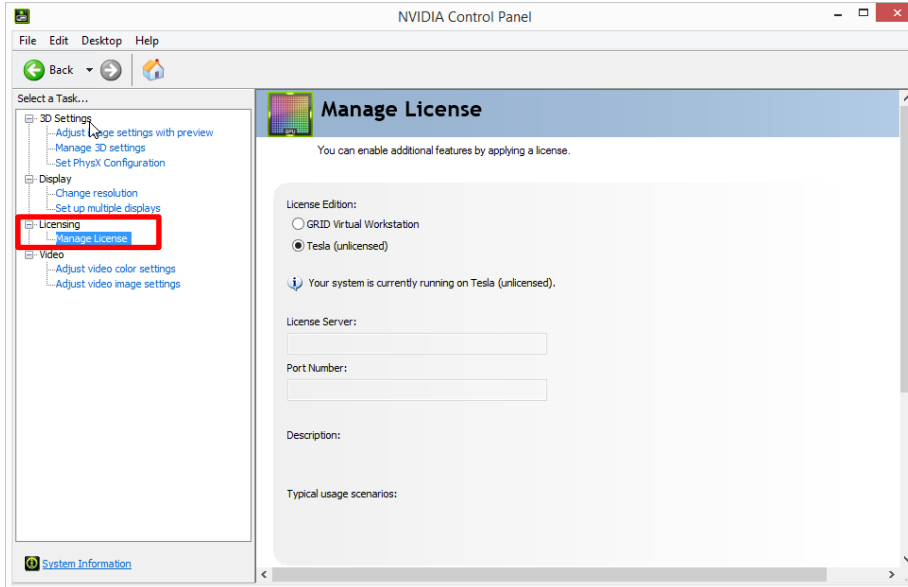 NVIDIA Control Panel
File Edit Desktop Help
Back
Select a Task...
3D Settings
Adjust image settings with preview
Manage 3D settings
Set PhysX Configuration
Display
Change resolution
Set up multiple displays
Licensing
Manage License
Video
Adjust video color settings
Adjust video image settings
System Information
GPU
Manage License
You can enable additional features by applying a license.
License Edition:
GRID Virtual Workstation
Tesla (unlicensed)
Your system is currently running on Tesla (unlicensed).
License Server:
Port Number:
Description:
Typical usage scenarios: